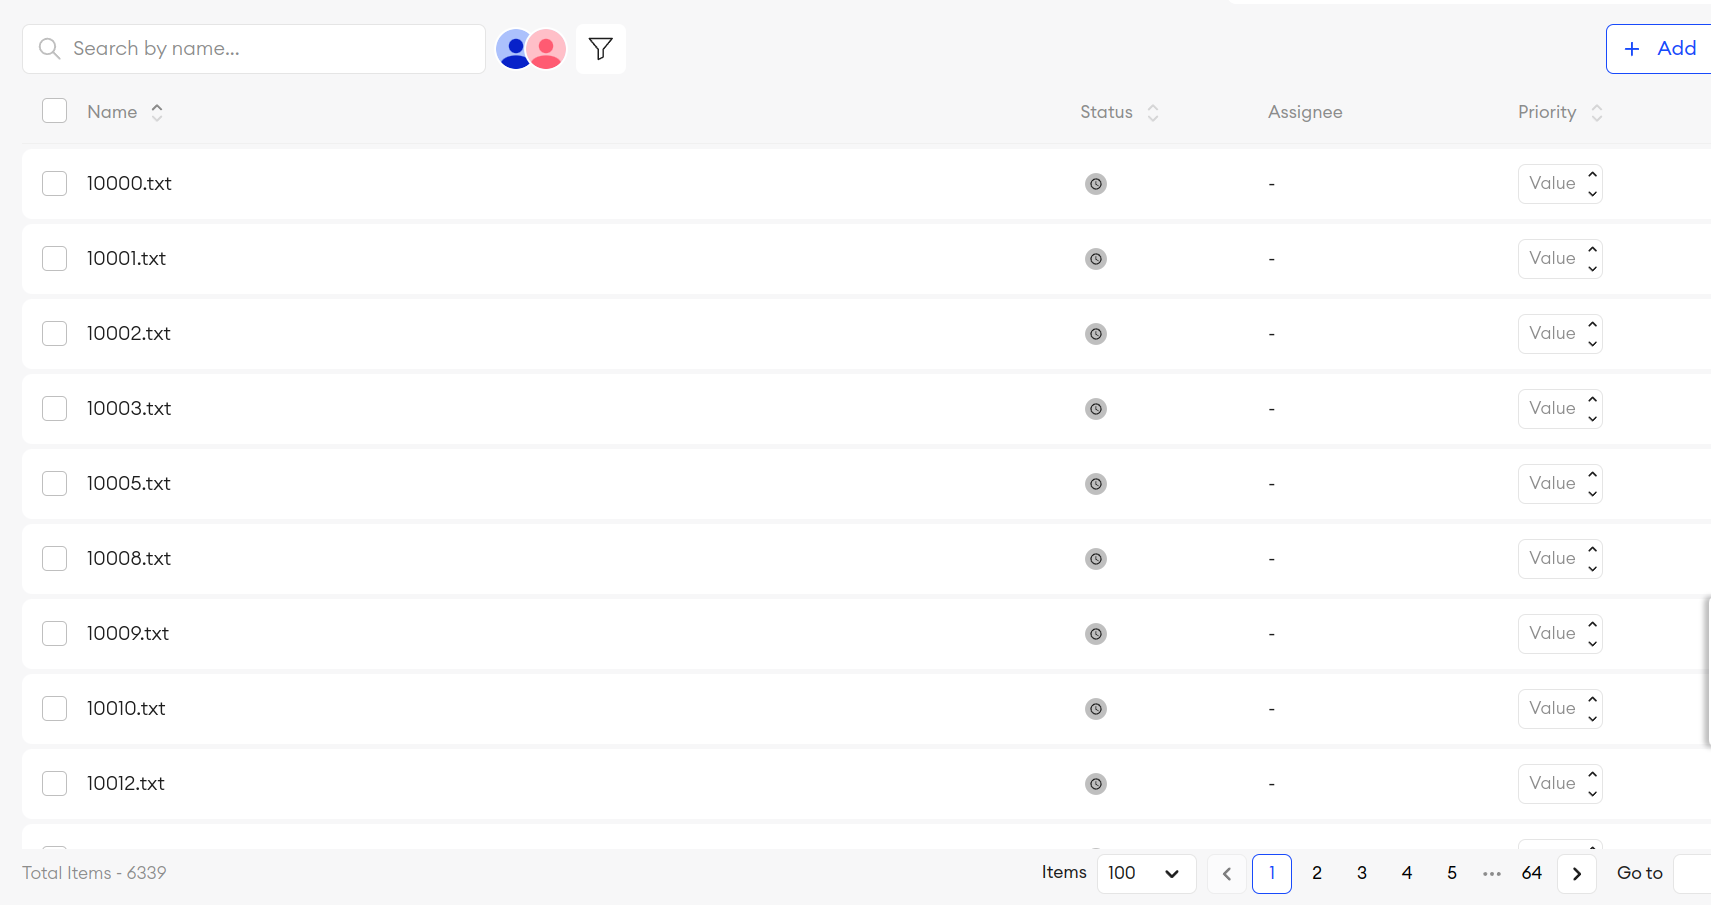 Search by name...
+ Add
Name Status Assignee Priority
10000.txt - Value
10001.txt - Value
10002.txt - Value
10003.txt - Value
10005.txt - Value
10008.txt - Value
10009.txt - Value
10010.txt - Value
10012.txt - Value
Total Items - 6339 Items 100 1 2 3 4 5 ••• 64 Go to